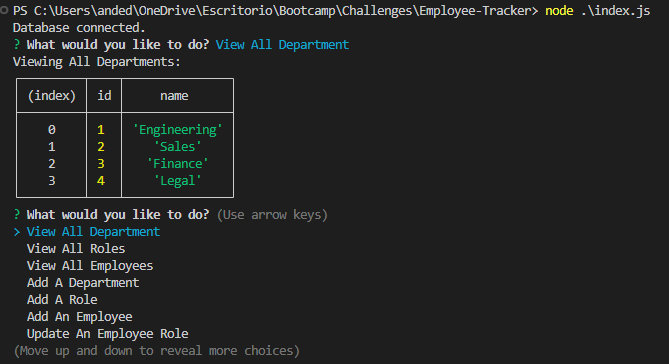 PS C:\Users\anded\OneDrive\Escritorio\Bootcamp\Challenges\Employee-Tracker> node .\index.js
Database connected.
? What would you like to do? View All Department
Viewing All Departments:
(index) id name
0 1 'Engineering'
1 2 'Sales'
2 3 'Finance'
3 4 'Legal'
? What would you like to do? (Use arrow keys)
> View All Department
View All Roles
View All Employees
Add A Department
Add A Role
Add An Employee
Update An Employee Role
(Move up and down to reveal more choices)